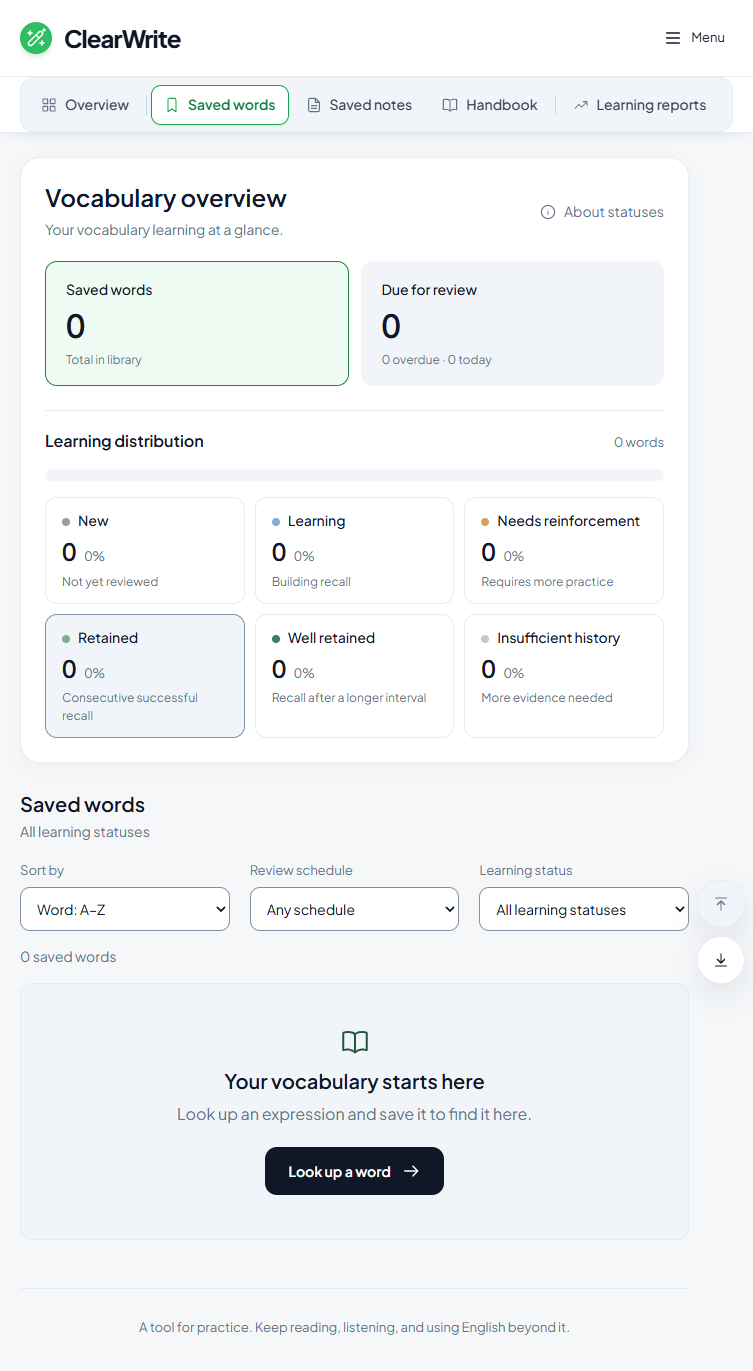 ClearWrite
Menu
Overview
Saved words
Saved notes
Handbook
Learning reports
Vocabulary overview
Your vocabulary learning at a glance.
About statuses
Saved words
0
Total in library
Due for review
0
0 overdue · 0 today
Learning distribution
0 words
New
0 0%
Not yet reviewed
Learning
0 0%
Building recall
Needs reinforcement
0 0%
Requires more practice
Retained
0 0%
Consecutive successful
recall
Well retained
0 0%
Recall after a longer interval
Insufficient history
0 0%
More evidence needed
Saved words
All learning statuses
Sort by
Word: A–Z
Review schedule
Any schedule
Learning status
All learning statuses
0 saved words
Your vocabulary starts here
Look up an expression and save it to find it here.
Look up a word
A tool for practice. Keep reading, listening, and using English beyond it.